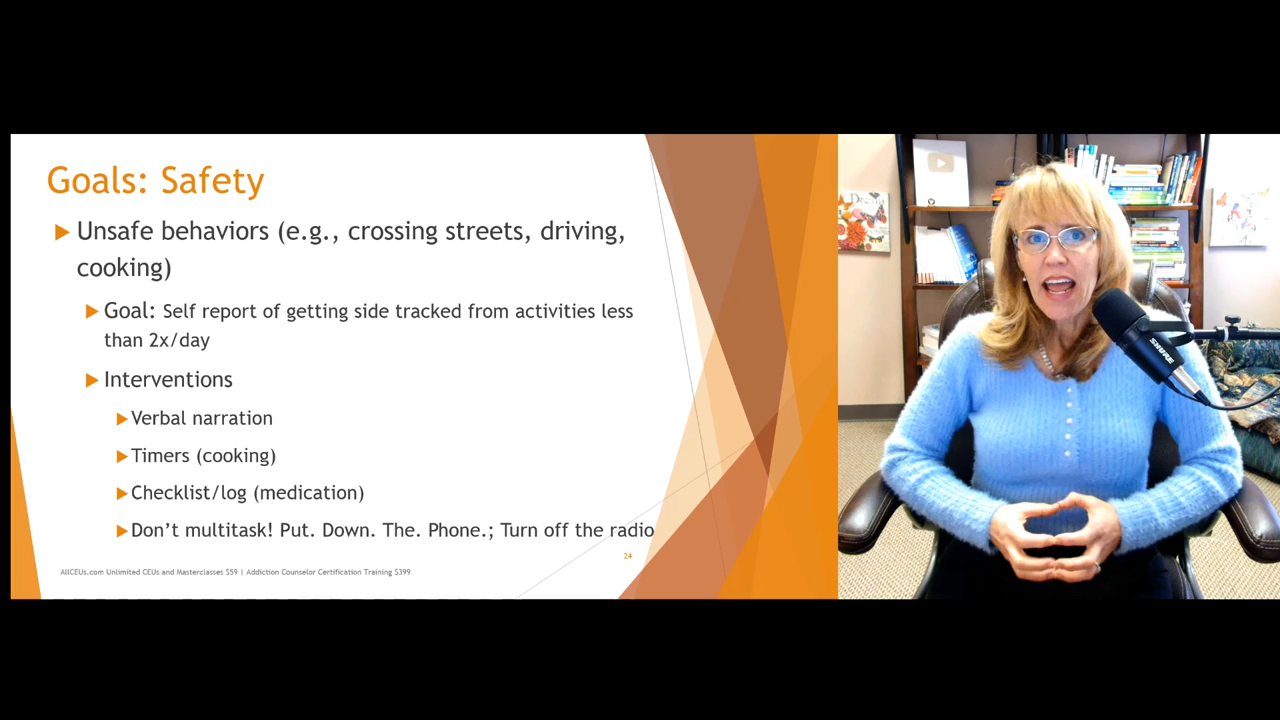 Goals: Safety
Unsafe behaviors (e.g., crossing streets, driving,
cooking)
Goal: Self report of getting side tracked from activities less
than 2x/day
Interventions
Verbal narration
Timers (cooking)
Checklist/log (medication)
Don't multitask! Put. Down. The. Phone.; Turn off the radio
24
AllCEUs.com Unlimited CEUs and Masterclasses $59 | Addiction Counselor Certification Training $399
SHURE